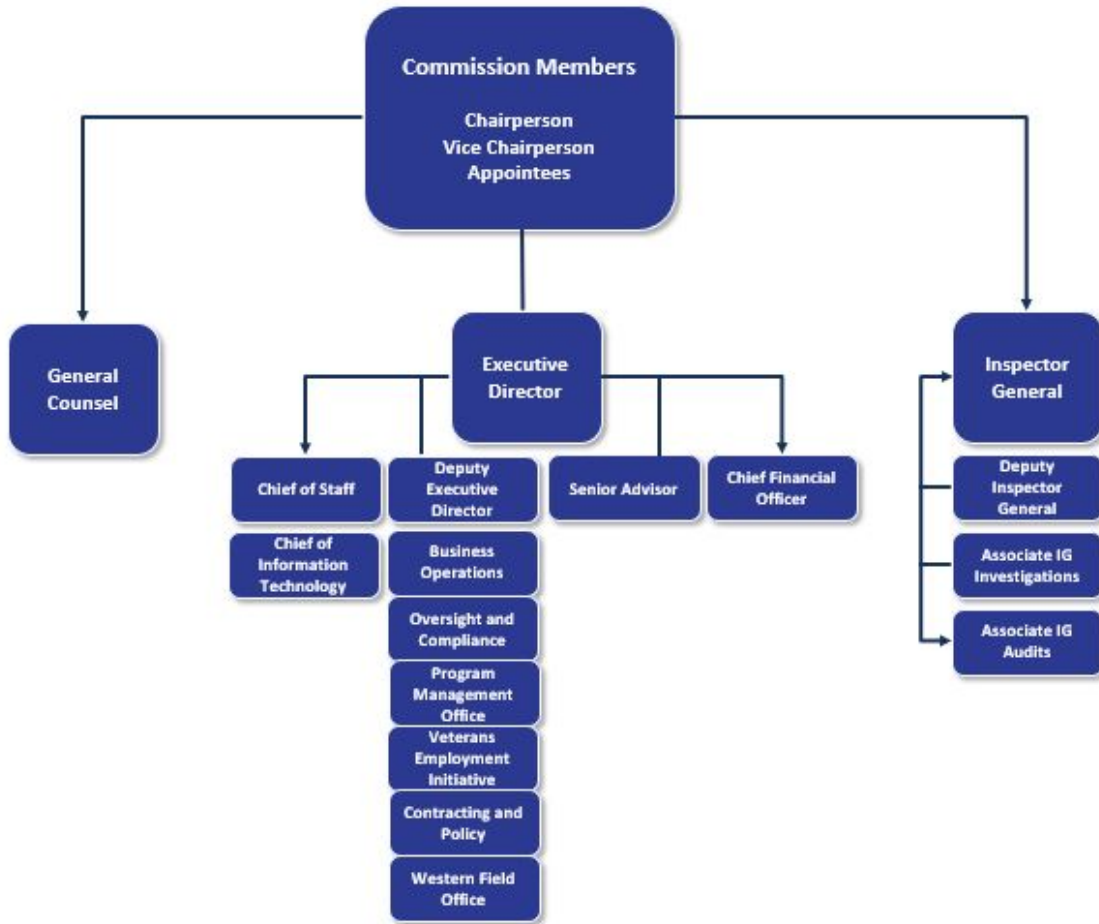 Commission Members
Chairperson
Vice Chairperson
Appointees
General
Counsel
Executive
Director
Inspector
General
Chief of Staff
Deputy
Executive
Director
Senior Advisor
Chief Financial
Officer
Deputy
Inspector
General
Chief of
Information
Technology
Business
Operations
Associate IG
Investigations
Oversight and
Compliance
Associate IG
Audits
Program
Management
Office
Veterans
Employment
Initiative
Contracting and
Policy
Western Field
Office